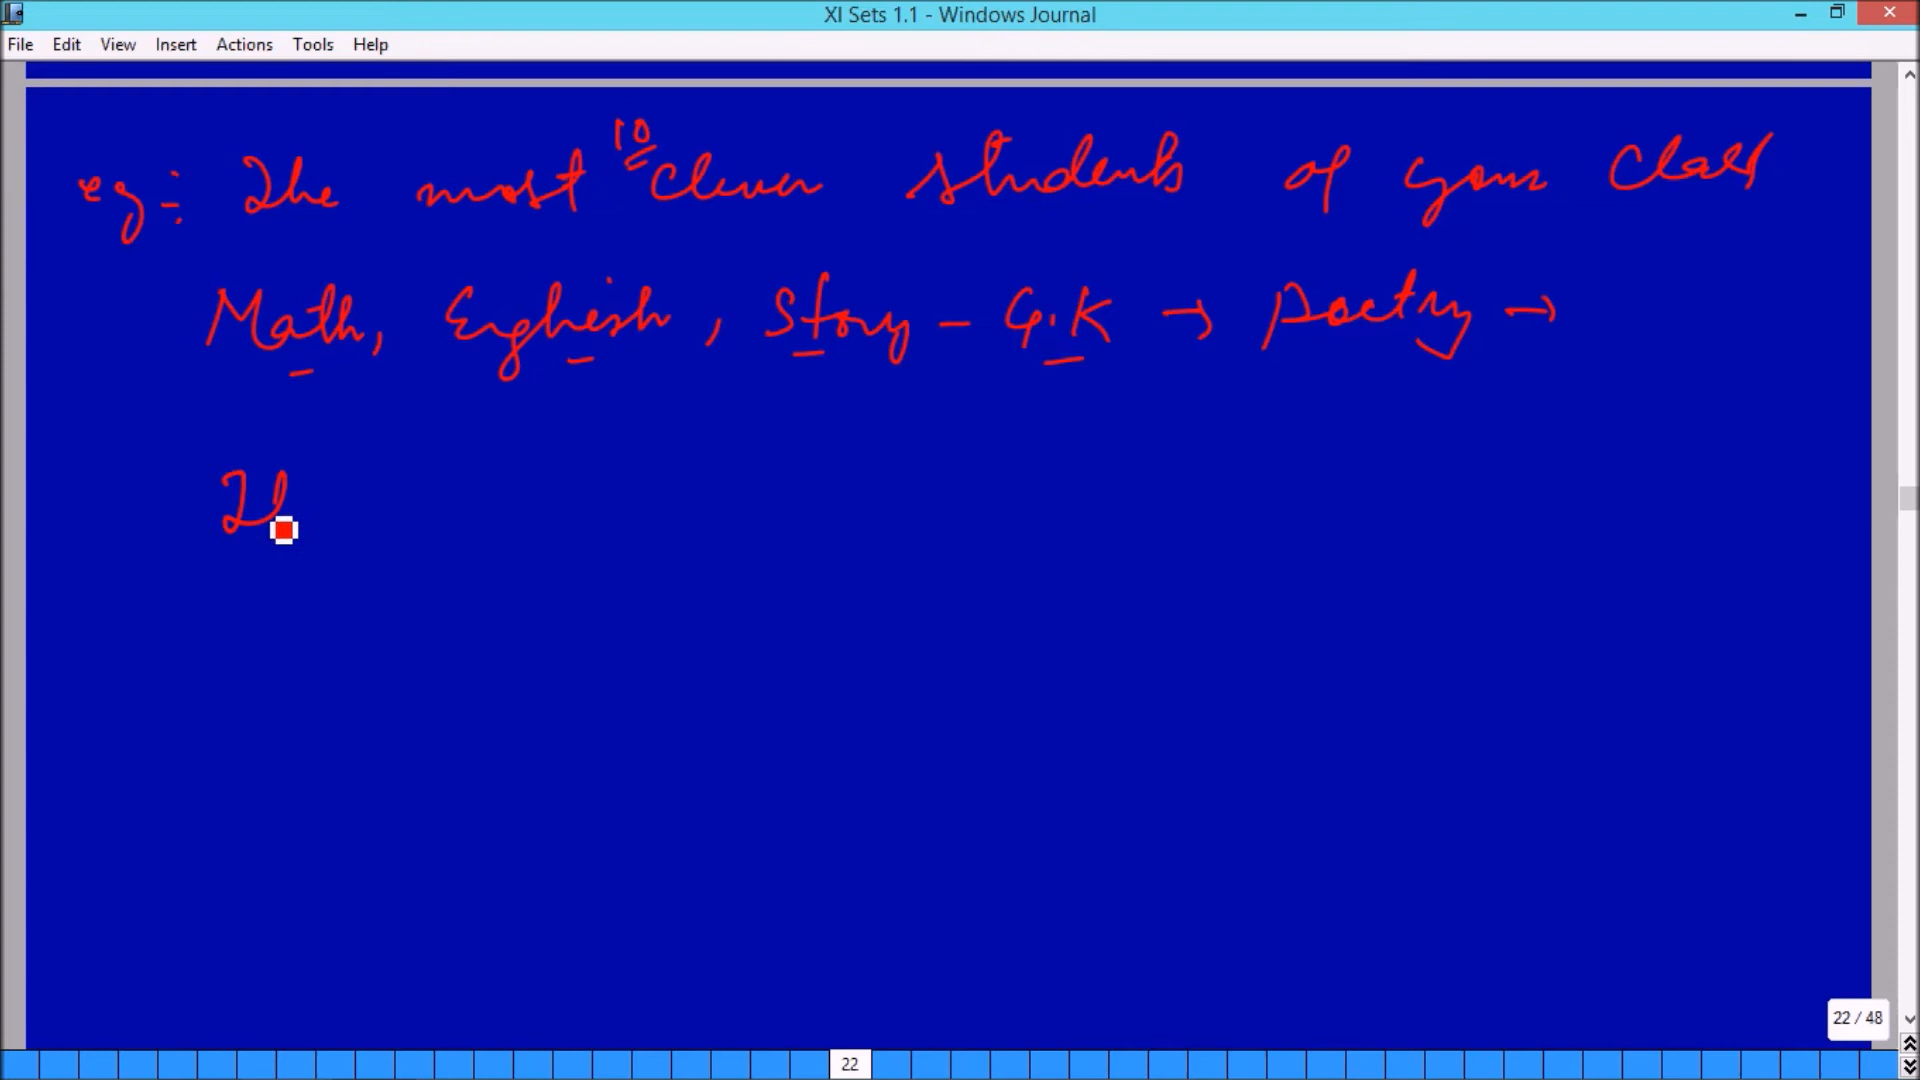 XI Sets 1.1 - Windows Journal
File Edit View Insert Actions Tools Help
10
eg:- The most clever students of your class
Math, English, Story - G.K → Poetry →
22 / 48
22